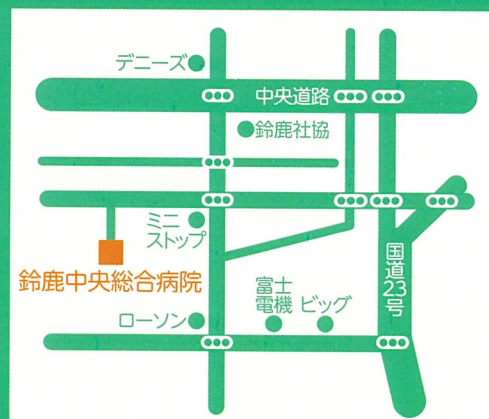 デニーズ
中央道路
鈴鹿社協
ミニ
ストップ
鈴鹿中央総合病院
国道23号
富士
電機
ビッグ
ローソン